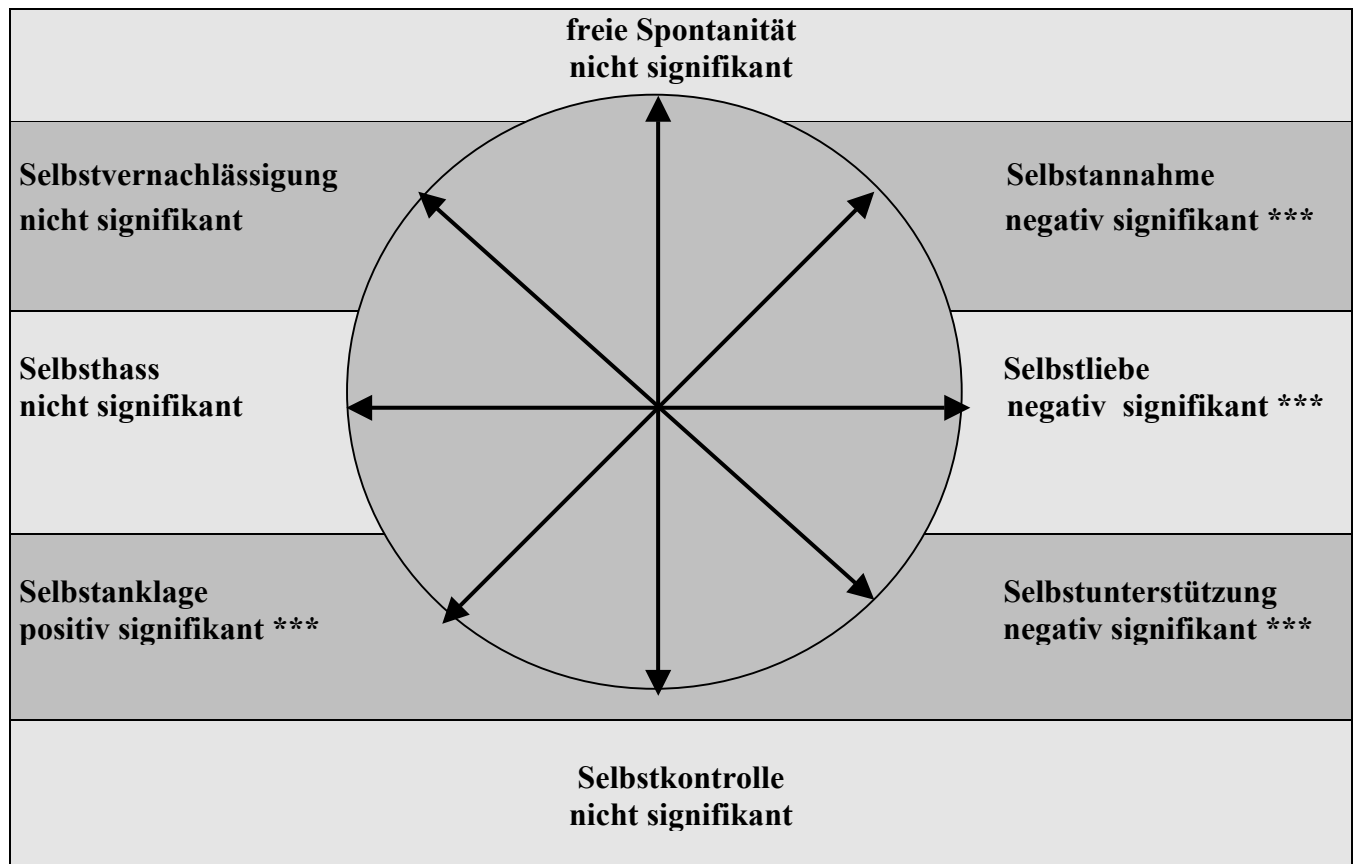 freie Spontanität
nicht signifikant
Selbstvernachlässigung
nicht signifikant
Selbstannahme
negativ signifikant ***
Selbsthass
nicht signifikant
Selbstliebe
negativ signifikant ***
Selbstanklage
positiv signifikant ***
Selbstunterstützung
negativ signifikant ***
Selbstkontrolle
nicht signifikant